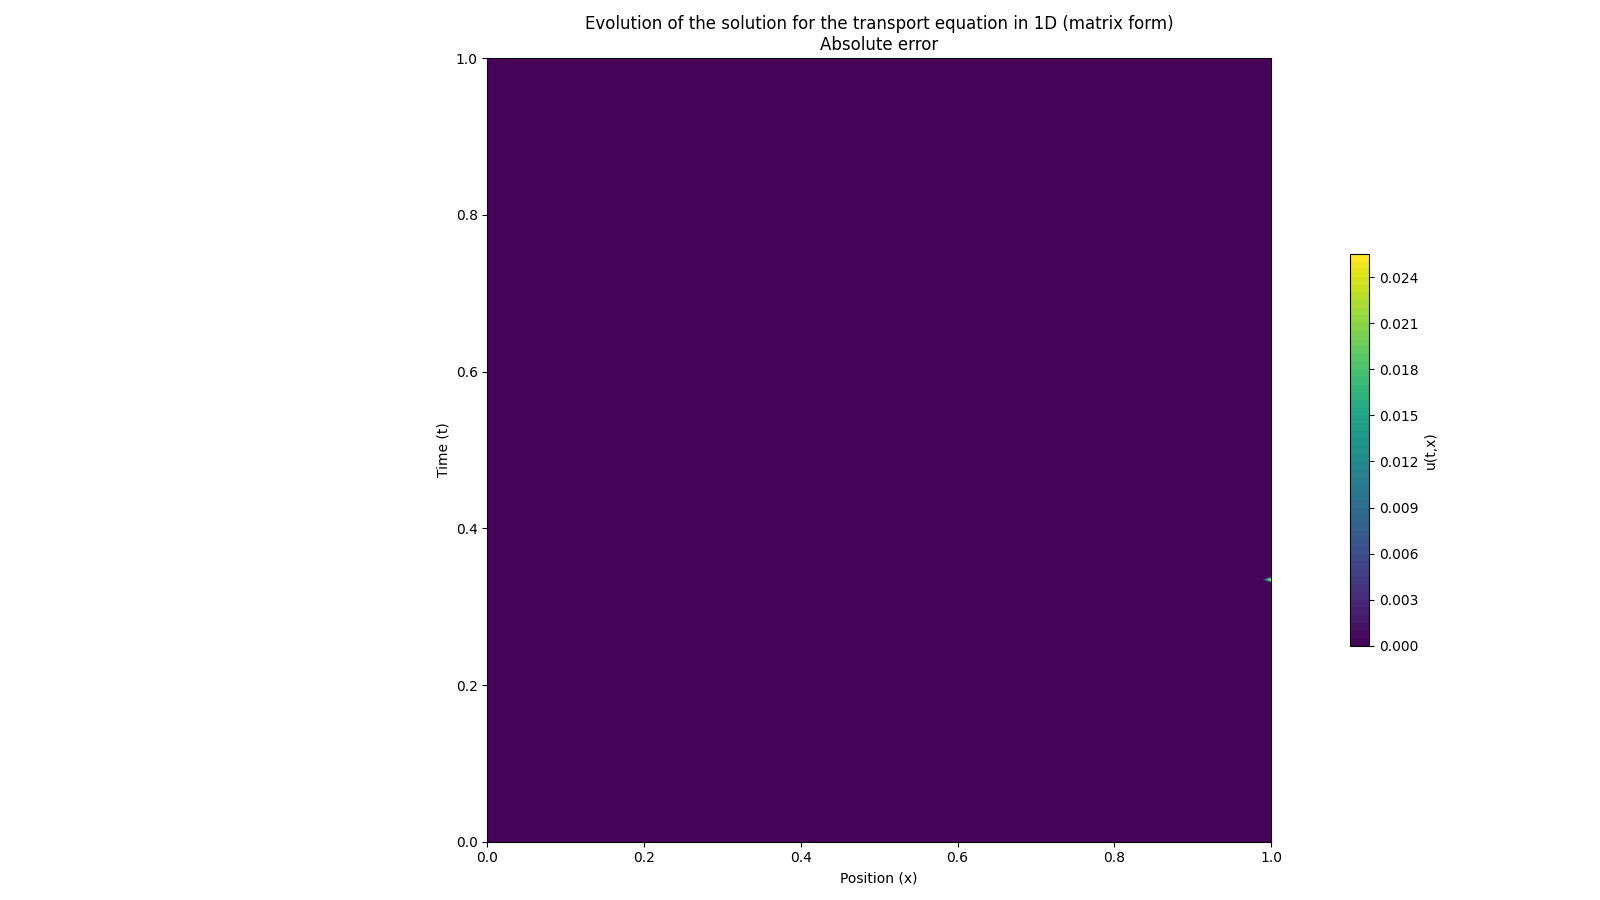 Evolution of the solution for the transport equation in 1D (matrix form)
Absolute error
1.0
0.8
0.6
0.4
0.2
0.0
Time (t)
0.0 0.2 0.4 0.6 0.8 1.0
Position (x)
0.024
0.021
0.018
0.015
0.012
0.009
0.006
0.003
0.000
u(t,x)